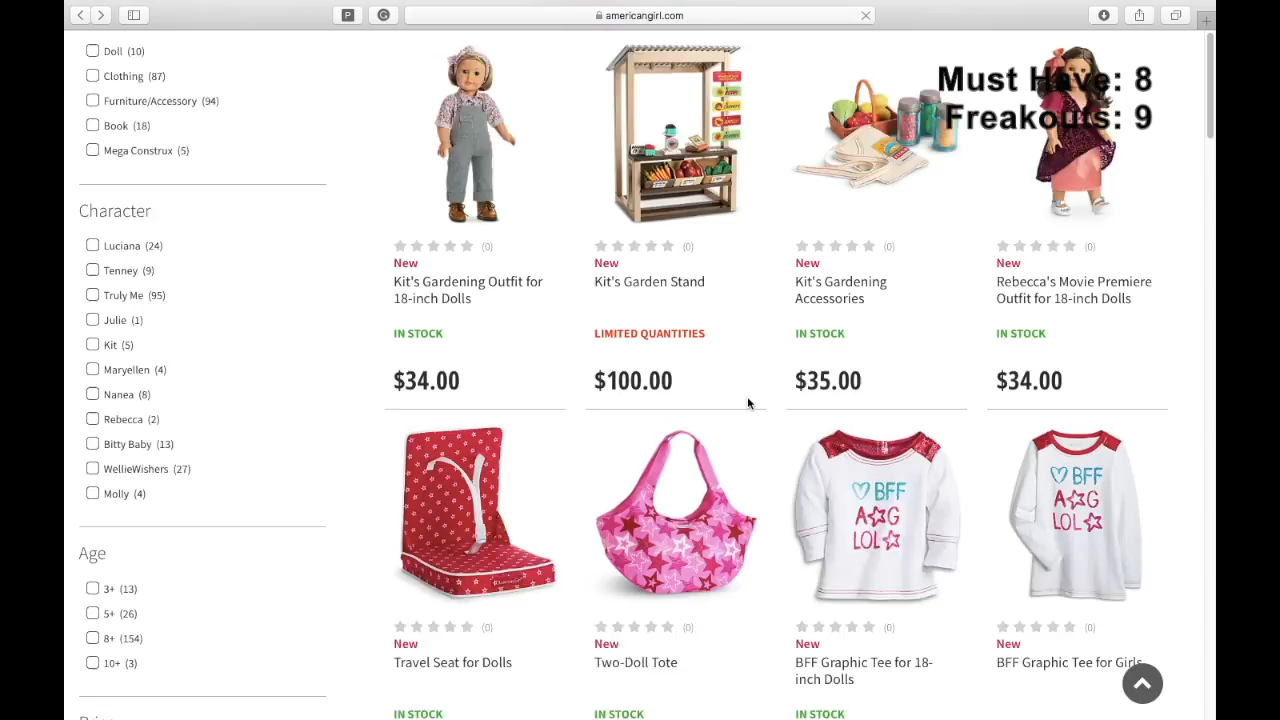 americangirl.com
Doll (10)
Clothing (87)
Furniture/Accessory (94)
Book (18)
Mega Construx (5)
Character
Luciana (24)
Tenney (9)
Truly Me (95)
Julie (1)
Kit (5)
Maryellen (4)
Nanea (8)
Rebecca (2)
Bitty Baby (13)
WellieWishers (27)
Molly (4)
Age
3+ (13)
5+ (26)
8+ (154)
10+ (3)
Must Have: 8
Freakouts: 9
(0)
New
Kit's Gardening Outfit for
18-inch Dolls
IN STOCK
$34.00
(0)
New
Kit's Garden Stand
LIMITED QUANTITIES
$100.00
(0)
New
Kit's Gardening
Accessories
IN STOCK
$35.00
(0)
New
Rebecca's Movie Premiere
Outfit for 18-inch Dolls
IN STOCK
$34.00
(0)
New
Travel Seat for Dolls
IN STOCK
(0)
New
Two-Doll Tote
IN STOCK
BFF
A☆G
LOL☆
(0)
New
BFF Graphic Tee for 18-
inch Dolls
IN STOCK
BFF
A☆G
LOL☆
(0)
New
BFF Graphic Tee for Girls